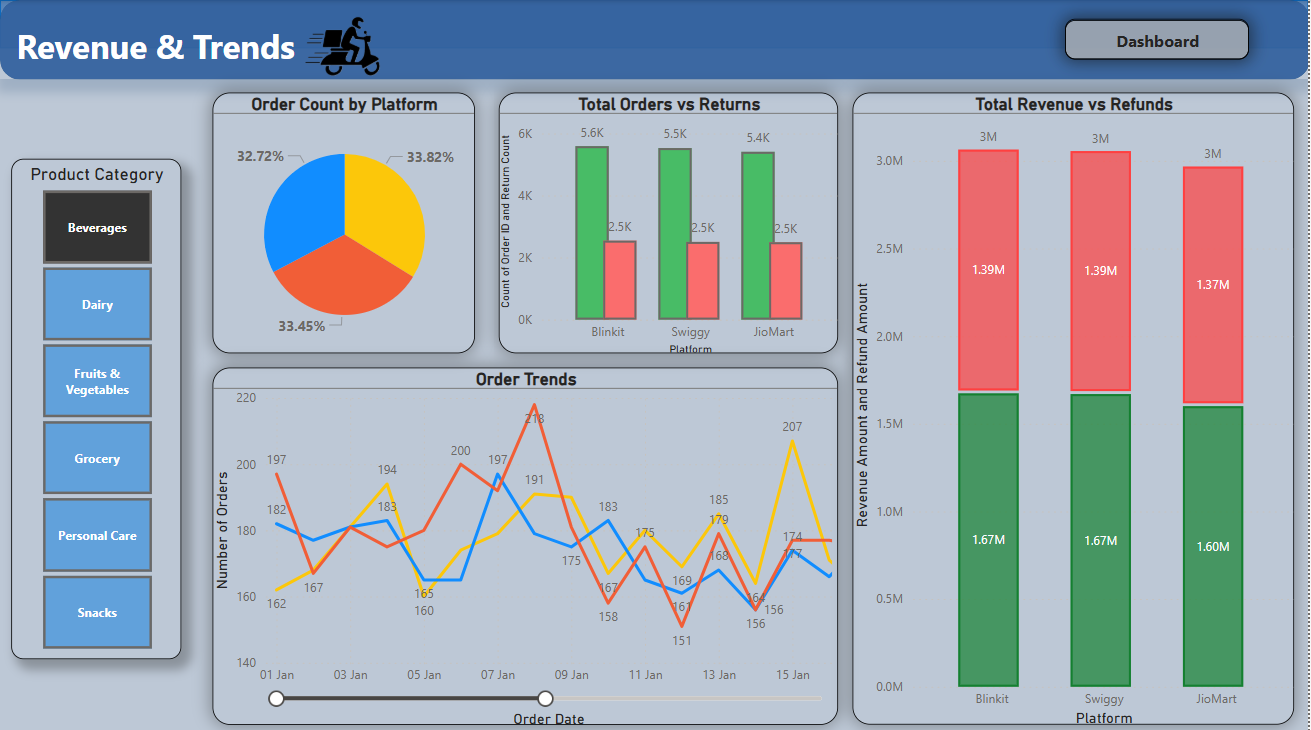 Revenue & Trends
Dashboard
Product Category
Beverages
Dairy
Fruits &
Vegetables
Grocery
Personal Care
Snacks
Order Count by Platform
32.72%
33.82%
33.45%
Total Orders vs Returns
Count of Order ID and Return Count
6K
4K
2K
0K
5.6K
5.5K
5.4K
2.5K
2.5K
2.5K
Blinkit
Swiggy
JioMart
Platform
Order Trends
Number of Orders
220
200
180
160
140
197
182
162
167
194
183
165
160
200
197
218
191
175
183
167
158
175
169
161
151
185
179
168
164
156
156
207
174
177
01 Jan
03 Jan
05 Jan
07 Jan
09 Jan
11 Jan
13 Jan
15 Jan
Order Date
Total Revenue vs Refunds
Revenue Amount and Refund Amount
3.0M
2.5M
2.0M
1.5M
1.0M
0.5M
0.0M
3M
3M
3M
1.39M
1.39M
1.37M
1.67M
1.67M
1.60M
Blinkit
Swiggy
JioMart
Platform